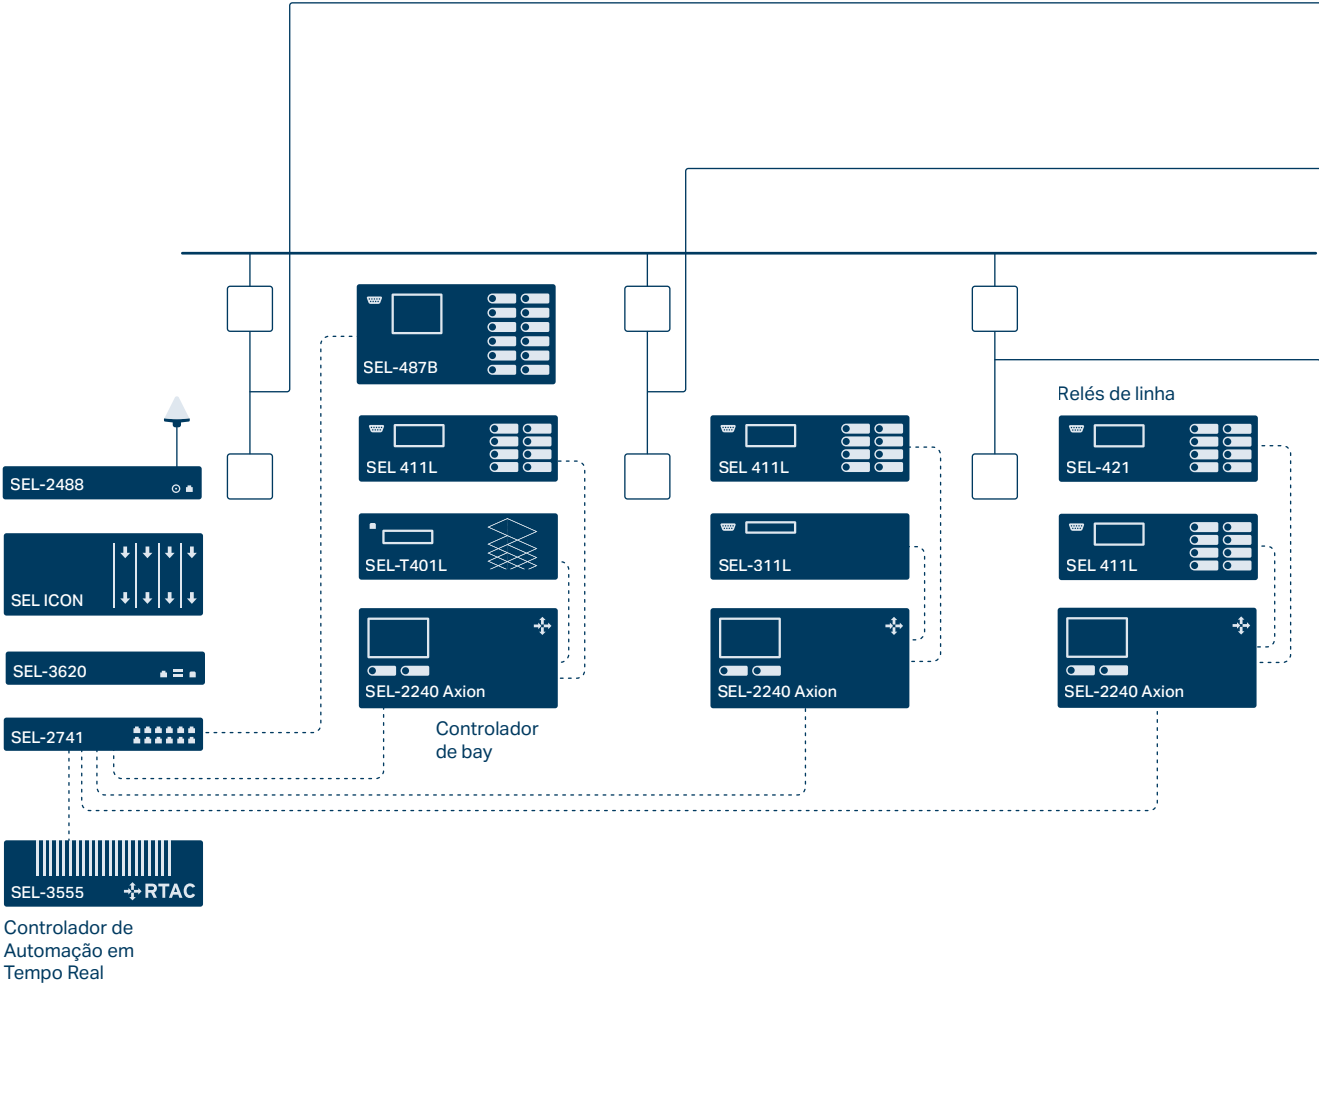 SEL-487B
Relés de linha
SEL 411L
SEL 411L
SEL-421
SEL-2488
SEL-T401L
SEL-311L
SEL 411L
SEL ICON
SEL-3620
SEL-2240 Axion
SEL-2240 Axion
SEL-2240 Axion
SEL-2741
Controlador
de bay
SEL-3555
RTAC
Controlador de
Automação em
Tempo Real